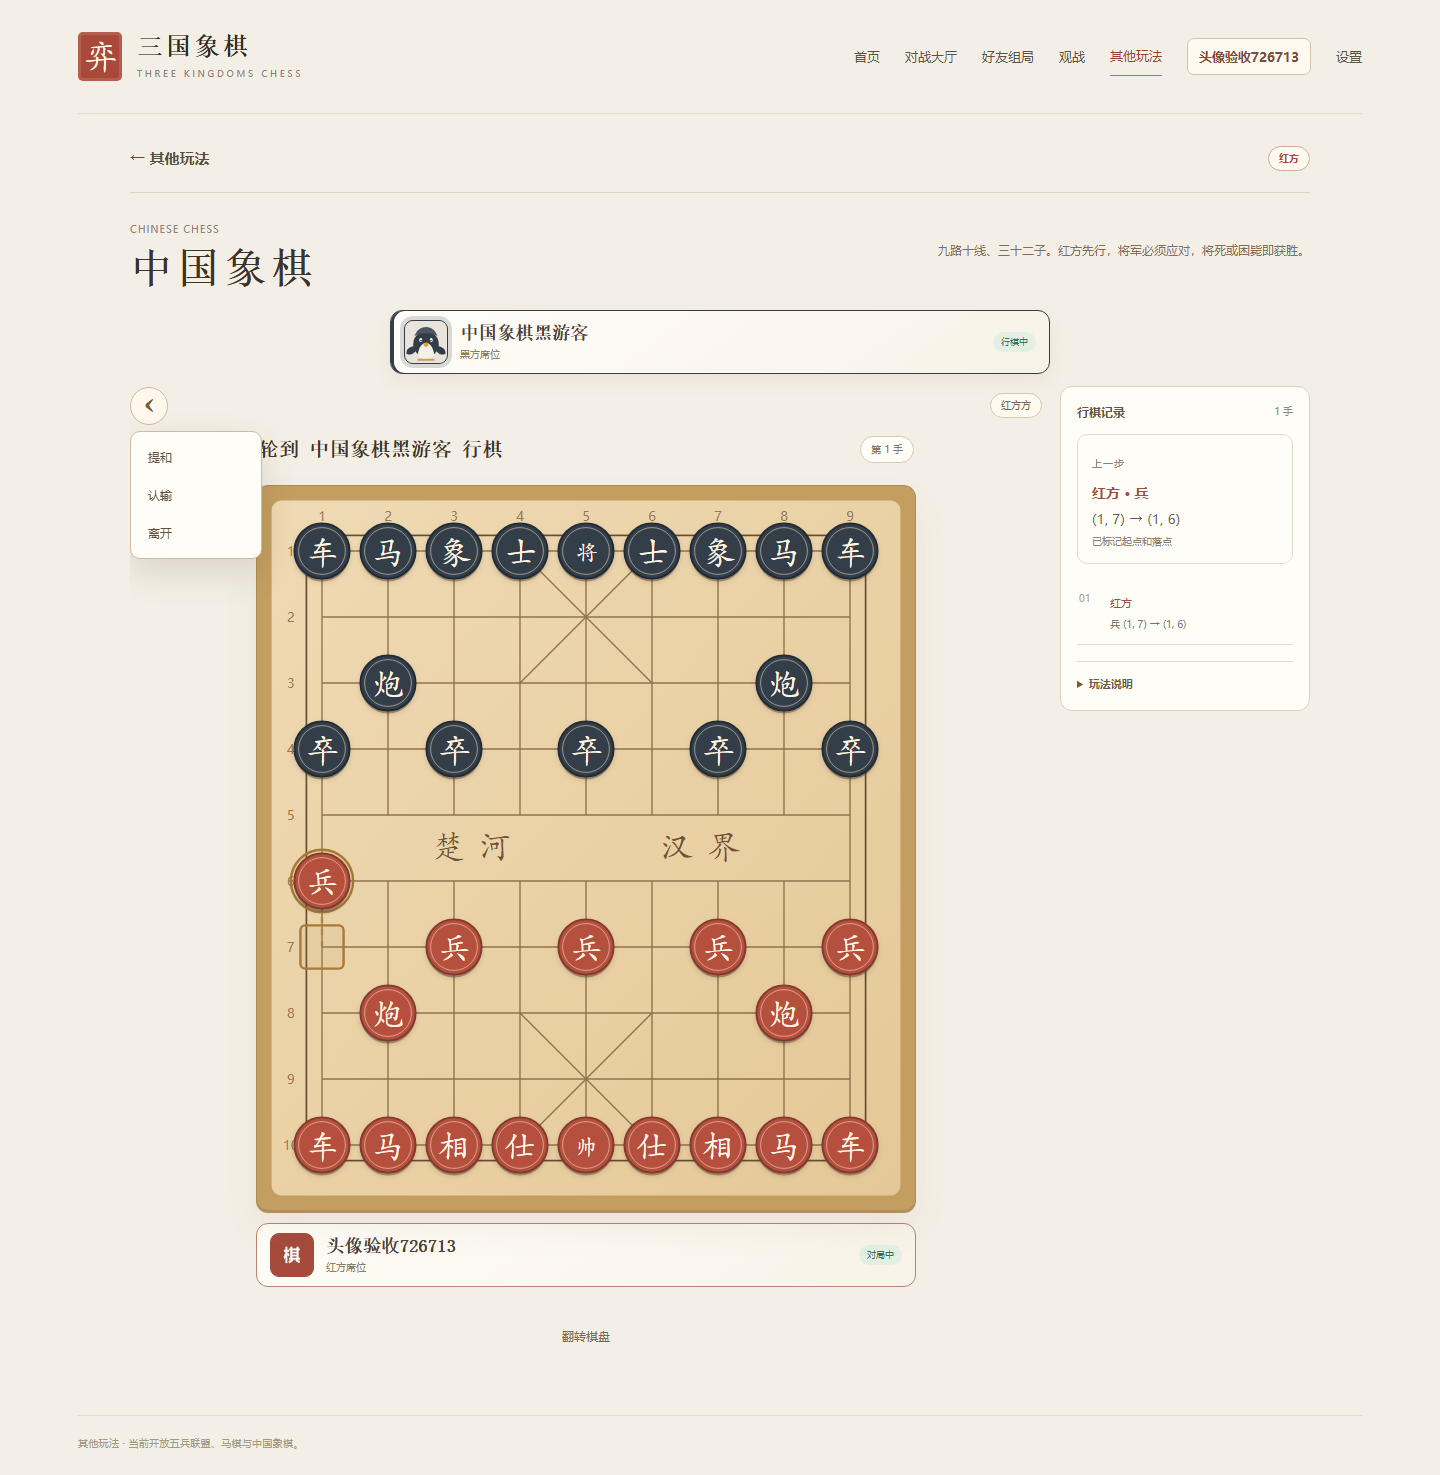 弈
三国象棋
THREE KINGDOMS CHESS
首页 对战大厅 好友组局 观战 其他玩法 头像验收726713 设置
← 其他玩法
红方
CHINESE CHESS
中国象棋
九路十线、三十二子。红方先行，将军必须应对，将死或困毙即获胜。
中国象棋黑游客
黑方席位
行棋中
红方方
提和
认输
离开
轮到 中国象棋黑游客 行棋
第 1 手
1 2 3 4 5 6 7 8 9
1 车 马 象 士 将 士 象 马 车
2
3 炮 炮
4 卒 卒 卒 卒 卒
5
楚河 汉界
6 兵
7 兵 兵 兵 兵
8 炮 炮
9
10 车 马 相 仕 帅 仕 相 马 车
棋
头像验收726713
红方席位
对局中
翻转棋盘
行棋记录
1 手
上一步
红方 • 兵
(1, 7) → (1, 6)
已标记起点和落点
01 红方
兵 (1, 7) → (1, 6)
▶ 玩法说明
其他玩法 · 当前开放五兵联盟、马棋与中国象棋。